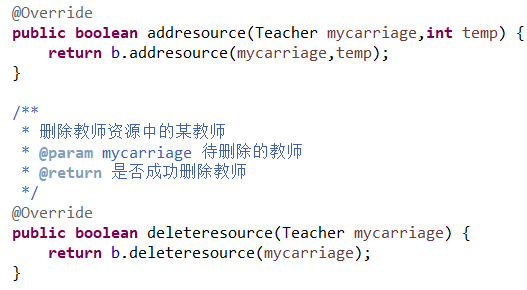 @Override
public boolean addresource(Teacher mycarriage,int temp) {
    return b.addresource(mycarriage,temp);
}

/**
 * 删除教师资源中的某教师
 * @param mycarriage 待删除的教师
 * @return 是否成功删除教师
 */
@Override
public boolean deleteresource(Teacher mycarriage) {
    return b.deleteresource(mycarriage);
}